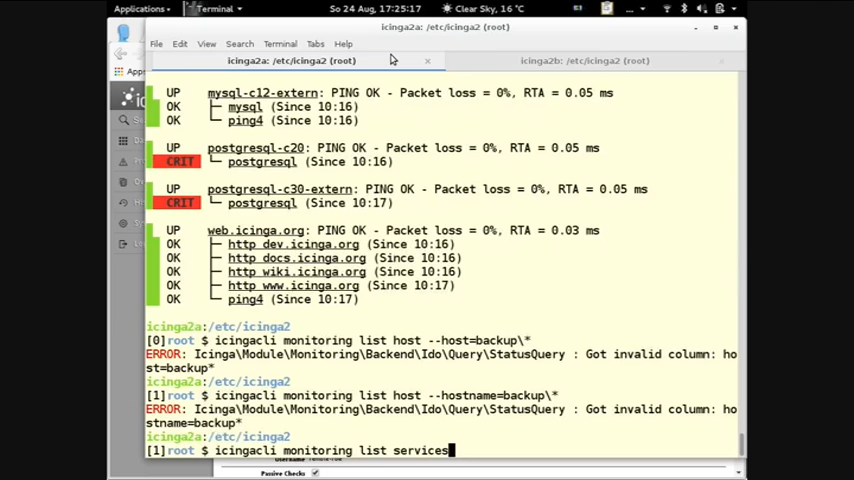 Applications
Terminal
So 24 Aug, 17:25:17
Clear Sky, 16 °C
icinga2a: /etc/icinga2 (root)
File Edit View Search Terminal Tabs Help
icinga2a: /etc/icinga2 (root)
icinga2b: /etc/icinga2 (root)
Apps
UP mysql-c12-extern: PING OK - Packet loss = 0%, RTA = 0.05 ms
OK ├─ mysql (Since 10:16)
OK └─ ping4 (Since 10:16)
UP postgresql-c20: PING OK - Packet loss = 0%, RTA = 0.05 ms
CRIT └─ postgresql (Since 10:16)
UP postgresql-c30-extern: PING OK - Packet loss = 0%, RTA = 0.05 ms
CRIT └─ postgresql (Since 10:17)
UP web.icinga.org: PING OK - Packet loss = 0%, RTA = 0.03 ms
OK ├─ http dev.icinga.org (Since 10:16)
OK ├─ http docs.icinga.org (Since 10:16)
OK ├─ http wiki.icinga.org (Since 10:16)
OK ├─ http www.icinga.org (Since 10:17)
OK └─ ping4 (Since 10:17)
icinga2a:/etc/icinga2
[0]root $ icingacli monitoring list host --host=backup\*
ERROR: Icinga\Module\Monitoring\Backend\Ido\Query\StatusQuery : Got invalid column: ho
st=backup*
icinga2a:/etc/icinga2
[1]root $ icingacli monitoring list host --hostname=backup\*
ERROR: Icinga\Module\Monitoring\Backend\Ido\Query\StatusQuery : Got invalid column: ho
stname=backup*
icinga2a:/etc/icinga2
[1]root $ icingacli monitoring list services
Passive Checks